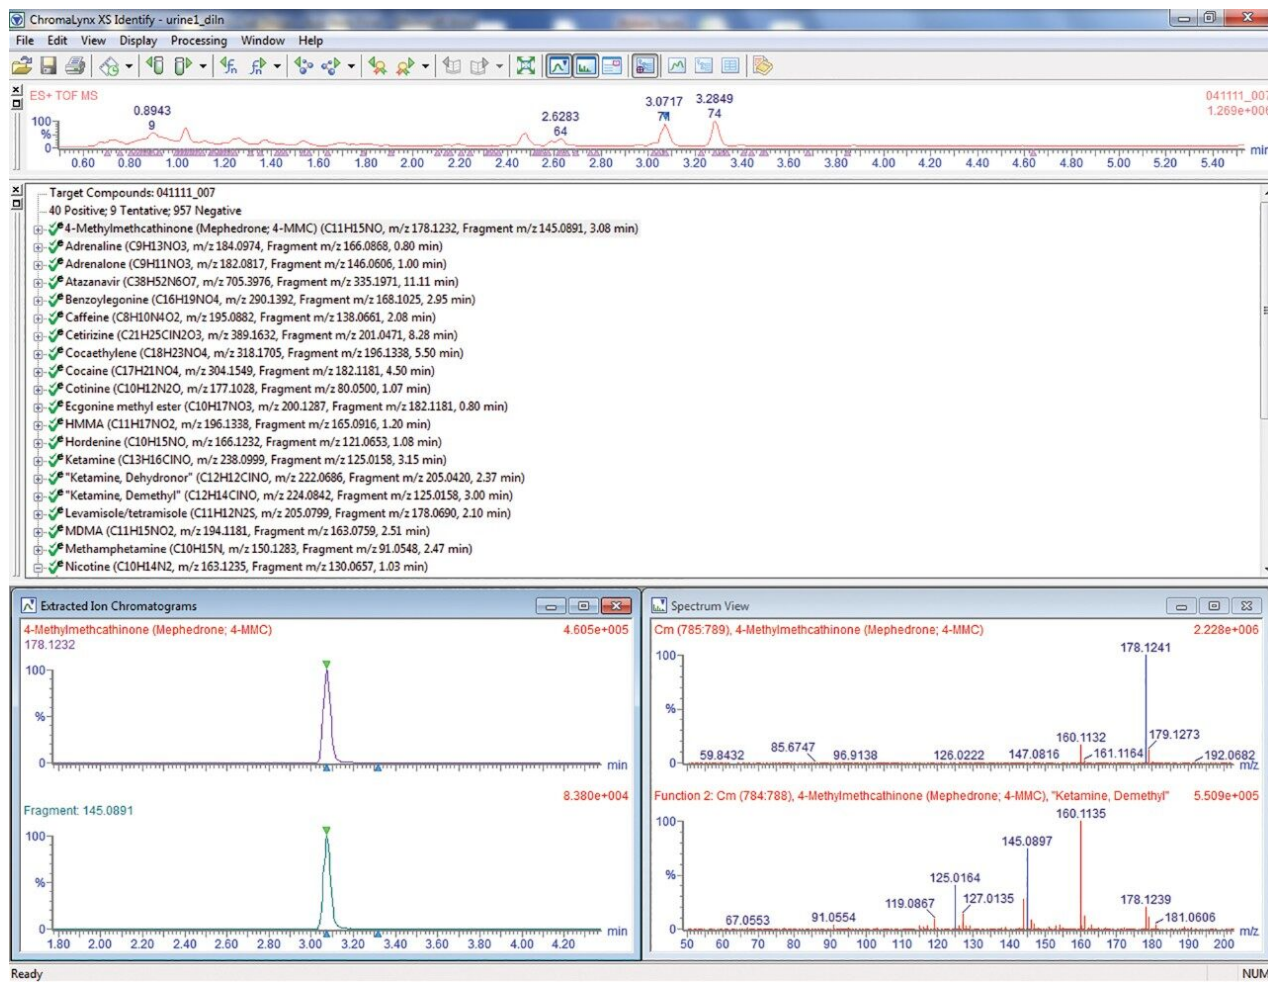 ChromaLynx XS Identify - urine1_diln
File Edit View Display Processing Window Help
ES+ TOF MS
041111_007
1.269e+006
0.8943
9
2.6283
64
3.0717
71
3.2849
74
100
%
0
0.60 0.80 1.00 1.20 1.40 1.60 1.80 2.00 2.20 2.40 2.60 2.80 3.00 3.20 3.40 3.60 3.80 4.00 4.20 4.40 4.60 4.80 5.00 5.20 5.40 min
Target Compounds: 041111_007
40 Positive; 9 Tentative; 957 Negative
4-Methylmethcathinone (Mephedrone; 4-MMC) (C11H15NO, m/z 178.1232, Fragment m/z 145.0891, 3.08 min)
Adrenaline (C9H13NO3, m/z 184.0974, Fragment m/z 166.0868, 0.80 min)
Adrenalone (C9H11NO3, m/z 182.0817, Fragment m/z 146.0606, 1.00 min)
Atazanavir (C38H52N6O7, m/z 705.3976, Fragment m/z 335.1971, 11.11 min)
Benzoylegonine (C16H19NO4, m/z 290.1392, Fragment m/z 168.1025, 2.95 min)
Caffeine (C8H10N4O2, m/z 195.0882, Fragment m/z 138.0661, 2.08 min)
Cetirizine (C21H25ClN2O3, m/z 389.1632, Fragment m/z 201.0471, 8.28 min)
Cocaethylene (C18H23NO4, m/z 318.1705, Fragment m/z 196.1338, 5.50 min)
Cocaine (C17H21NO4, m/z 304.1549, Fragment m/z 182.1181, 4.50 min)
Cotinine (C10H12N2O, m/z 177.1028, Fragment m/z 80.0500, 1.07 min)
Ecgonine methyl ester (C10H17NO3, m/z 200.1287, Fragment m/z 182.1181, 0.80 min)
HMMA (C11H17NO2, m/z 196.1338, Fragment m/z 165.0916, 1.20 min)
Hordenine (C10H15NO, m/z 166.1232, Fragment m/z 121.0653, 1.08 min)
Ketamine (C13H16ClNO, m/z 238.0999, Fragment m/z 125.0158, 3.15 min)
"Ketamine, Dehydronor" (C12H12ClNO, m/z 222.0686, Fragment m/z 205.0420, 2.37 min)
"Ketamine, Demethyl" (C12H14ClNO, m/z 224.0842, Fragment m/z 125.0158, 3.00 min)
Levamisole/tetramisole (C11H12N2S, m/z 205.0799, Fragment m/z 178.0690, 2.10 min)
MDMA (C11H15NO2, m/z 194.1181, Fragment m/z 163.0759, 2.51 min)
Methamphetamine (C10H15N, m/z 150.1283, Fragment m/z 91.0548, 2.47 min)
Nicotine (C10H14N2, m/z 163.1235, Fragment m/z 130.0657, 1.03 min)
Extracted Ion Chromatograms
4-Methylmethcathinone (Mephedrone; 4-MMC) 4.605e+005
178.1232
100
%
0
min
8.380e+004
Fragment: 145.0891
100
%
0
1.80 2.00 2.20 2.40 2.60 2.80 3.00 3.20 3.40 3.60 3.80 4.00 4.20 min
Spectrum View
Cm (785:789), 4-Methylmethcathinone (Mephedrone; 4-MMC) 2.228e+006
178.1241
100
%
0
59.8432 85.6747 96.9138 126.0222 147.0816 160.1132 161.1164 179.1273 192.0682
m/z
Function 2: Cm (784:788), 4-Methylmethcathinone (Mephedrone; 4-MMC), "Ketamine, Demethyl" 5.509e+005
160.1135
100
%
0
67.0553 91.0554 119.0867 125.0164 127.0135 145.0897 178.1239 181.0606
50 60 70 80 90 100 110 120 130 140 150 160 170 180 190 200 m/z
Ready
NUM